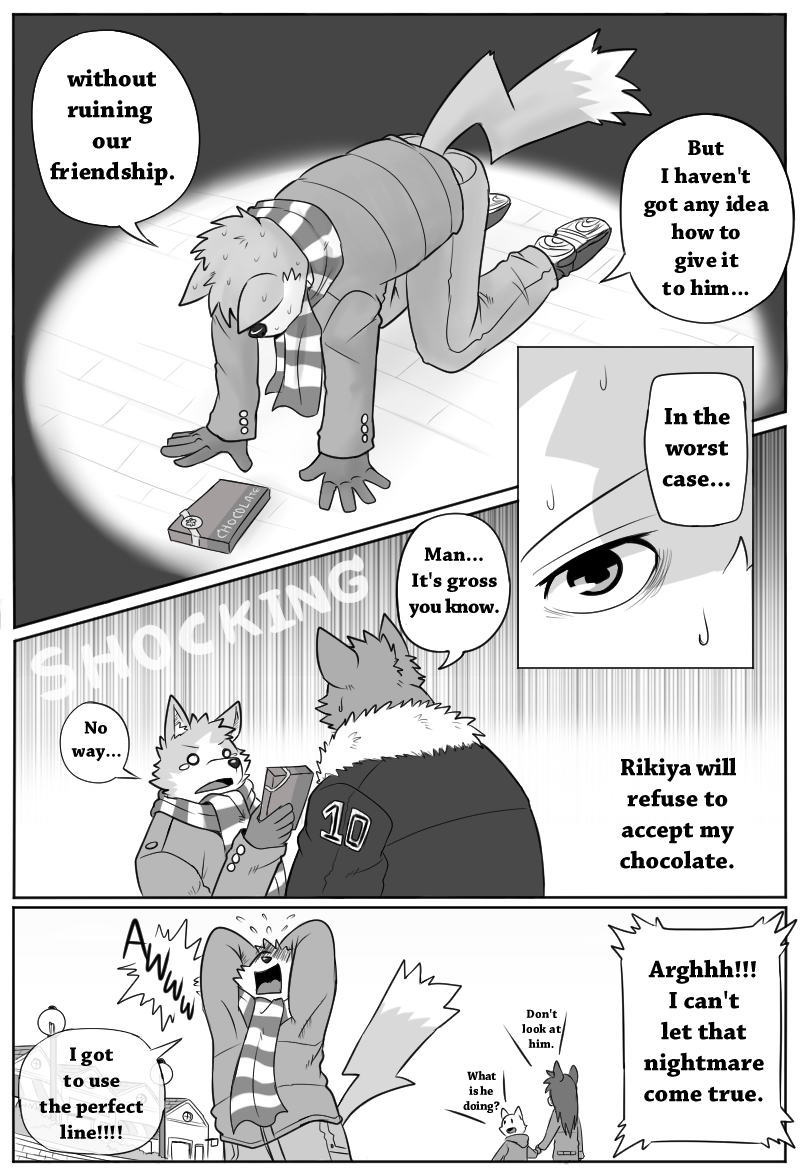 But
I haven't
got any idea
how to
give it
to him...
without
ruining
our
friendship.
CHOCOLATE
In the
worst
case...
SHOCKING
Man...
It's gross
you know.
No
way...
10
Rikiya will
refuse to
accept my
chocolate.
Arghhh!!!
I can't
let that
nightmare
come true.
Don't
look at
him.
What
is he
doing?
AWww
I got
to use
the perfect
line!!!!